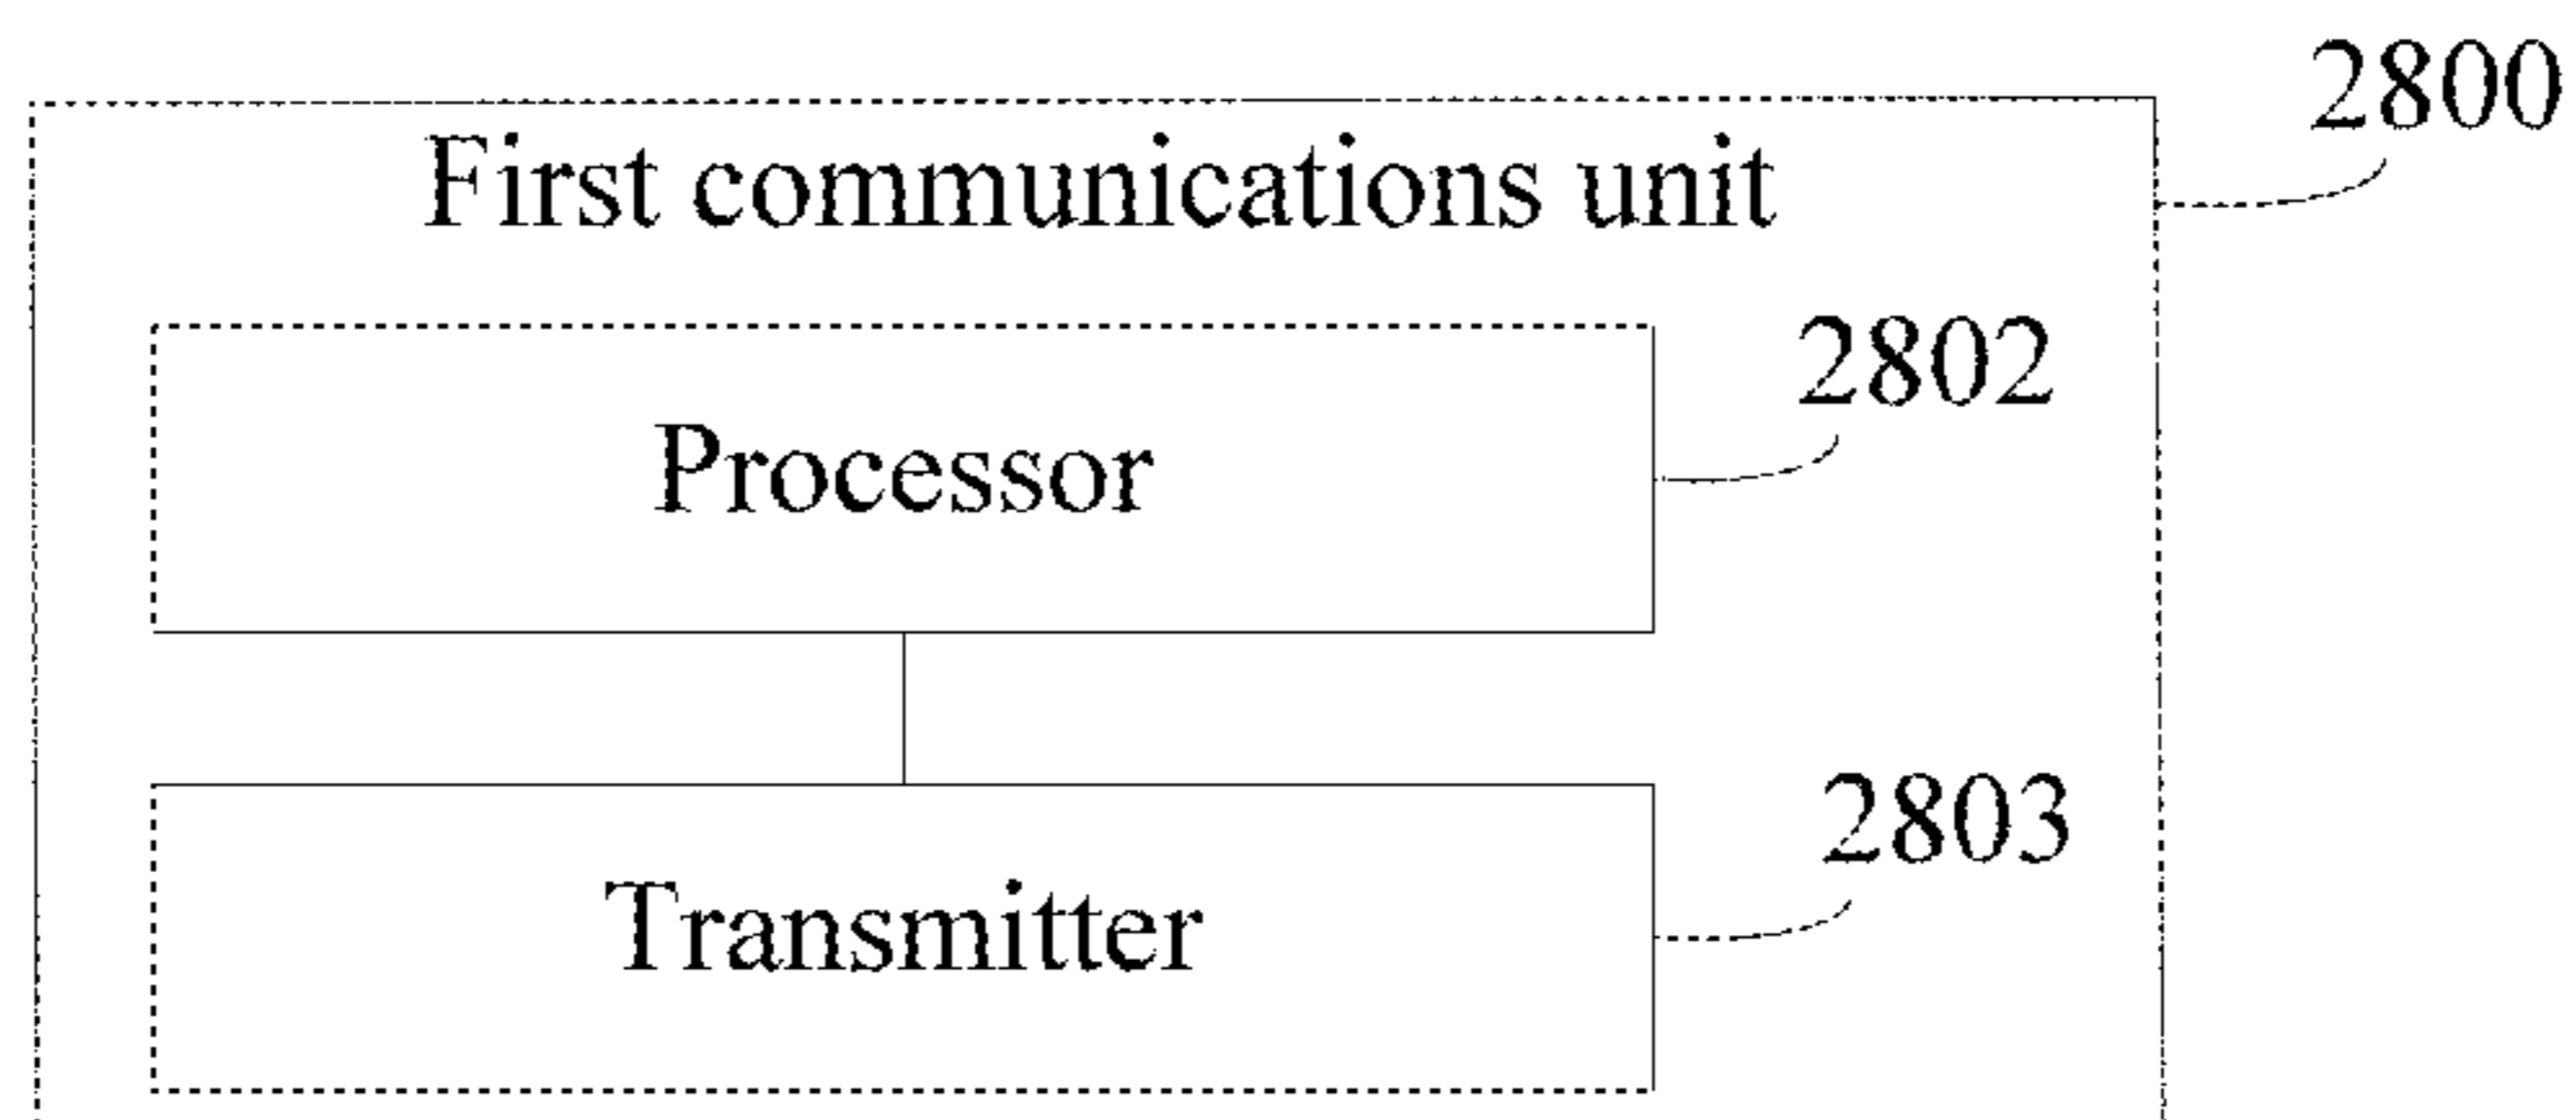 2800
First communications unit
2802
Processor
2803
Transmitter